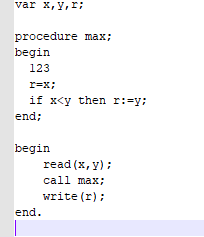 var x,y,r;
procedure max;
begin
  123
  r=x;
  if x<y then r:=y;
end;
begin
    read(x,y);
    call max;
    write(r);
end.